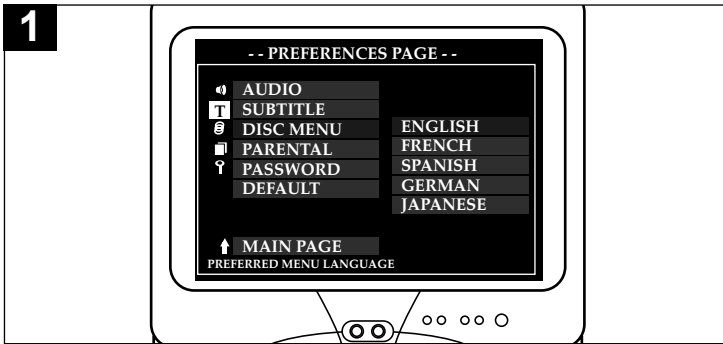 1
- - PREFERENCES PAGE - -
AUDIO
T SUBTITLE
DISC MENU
PARENTAL
PASSWORD
DEFAULT
ENGLISH
FRENCH
SPANISH
GERMAN
JAPANESE
MAIN PAGE
PREFERRED MENU LANGUAGE